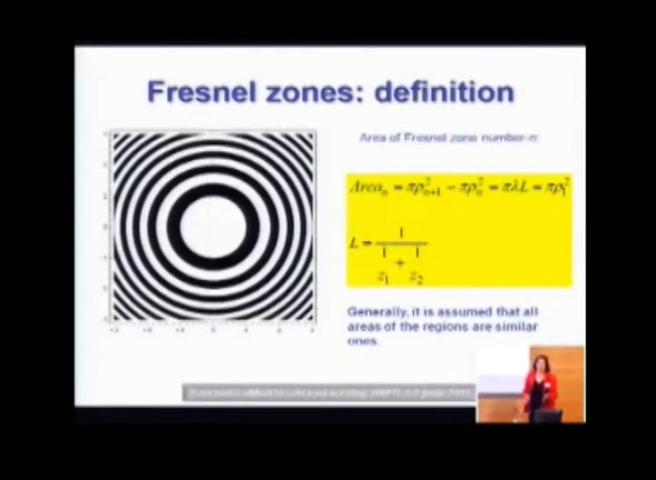 Fresnel zones: definition
Area of Fresnel zone number-n:
Area_n = πρ²_{n+1} − πρ²_n = πλL = πρ²_1
L = 1 / (1/z_1 + 1/z_2)
Generally, it is assumed that all
areas of the regions are similar
ones.